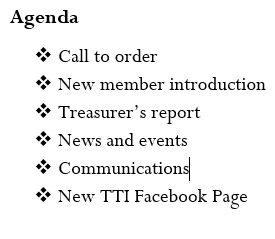 Agenda
❖ Call to order
❖ New member introduction
❖ Treasurer’s report
❖ News and events
❖ Communications
❖ New TTI Facebook Page